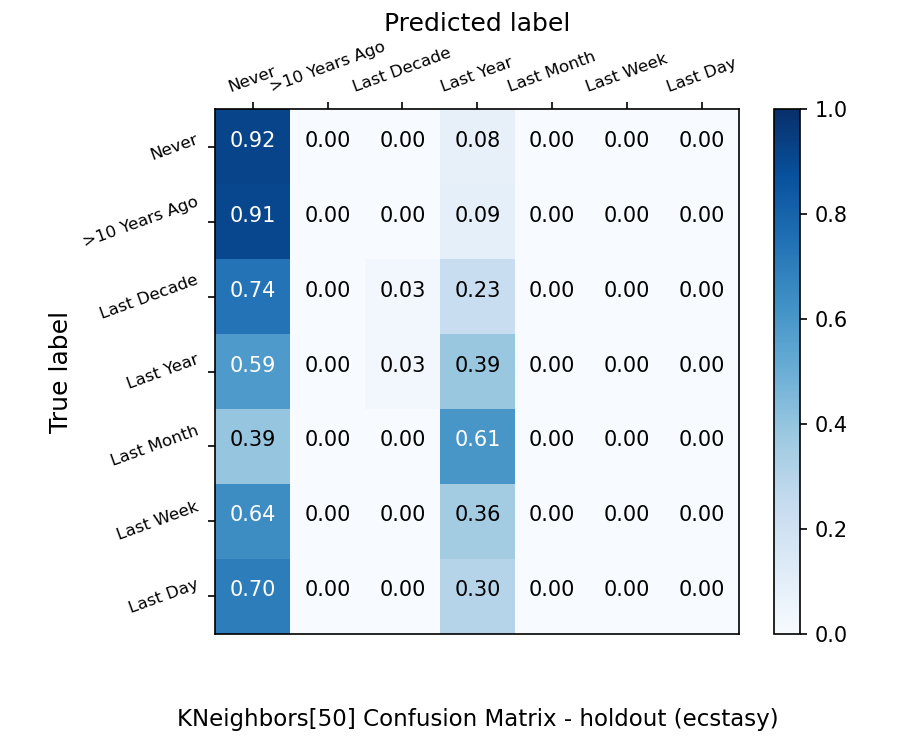 Predicted label
Never >10 Years Ago Last Decade Last Year Last Month Last Week Last Day
True label
Never 0.92 0.00 0.00 0.08 0.00 0.00 0.00
>10 Years Ago 0.91 0.00 0.00 0.09 0.00 0.00 0.00
Last Decade 0.74 0.00 0.03 0.23 0.00 0.00 0.00
Last Year 0.59 0.00 0.03 0.39 0.00 0.00 0.00
Last Month 0.39 0.00 0.00 0.61 0.00 0.00 0.00
Last Week 0.64 0.00 0.00 0.36 0.00 0.00 0.00
Last Day 0.70 0.00 0.00 0.30 0.00 0.00 0.00
1.0
0.8
0.6
0.4
0.2
0.0
KNeighbors[50] Confusion Matrix - holdout (ecstasy)